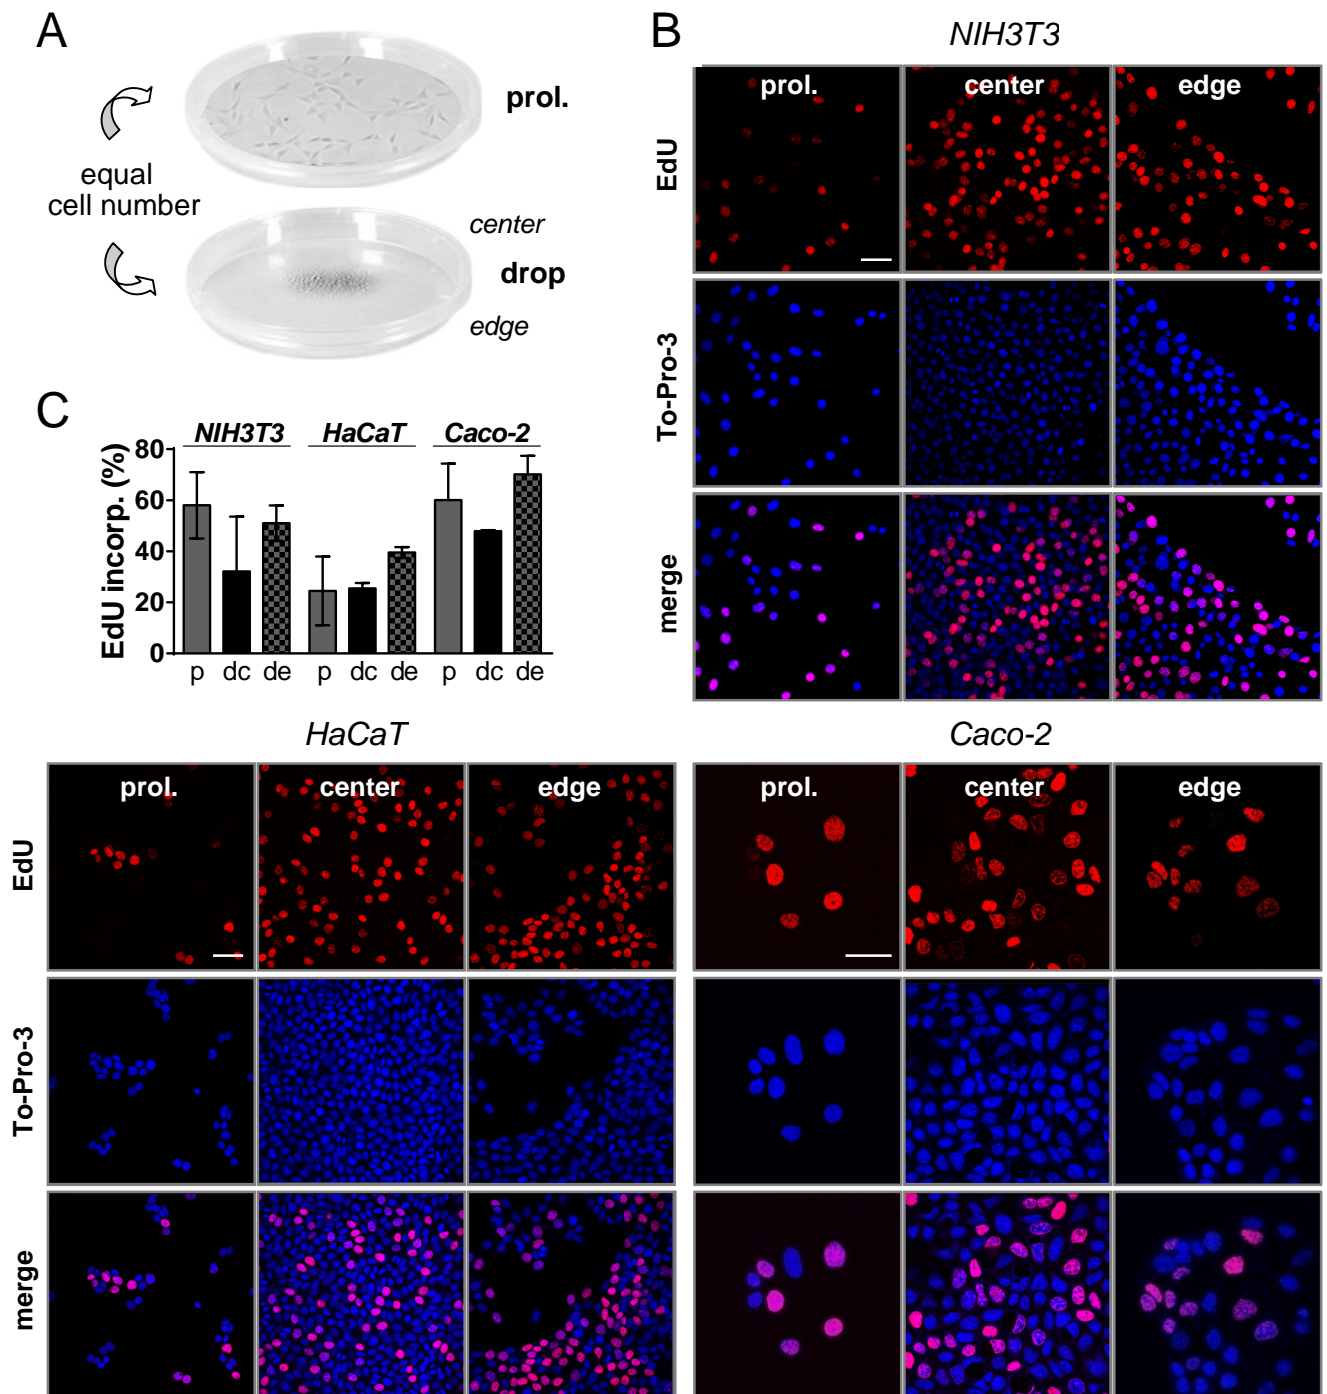 A
prol.
equal
cell number
center
drop
edge
B
NIH3T3
prol.
center
edge
EdU
To-Pro-3
merge
C
NIH3T3
HaCaT
Caco-2
EdU incorp. (%)
80
60
40
20
0
p
dc
de
p
dc
de
p
dc
de
HaCaT
prol.
center
edge
EdU
To-Pro-3
merge
Caco-2
prol.
center
edge